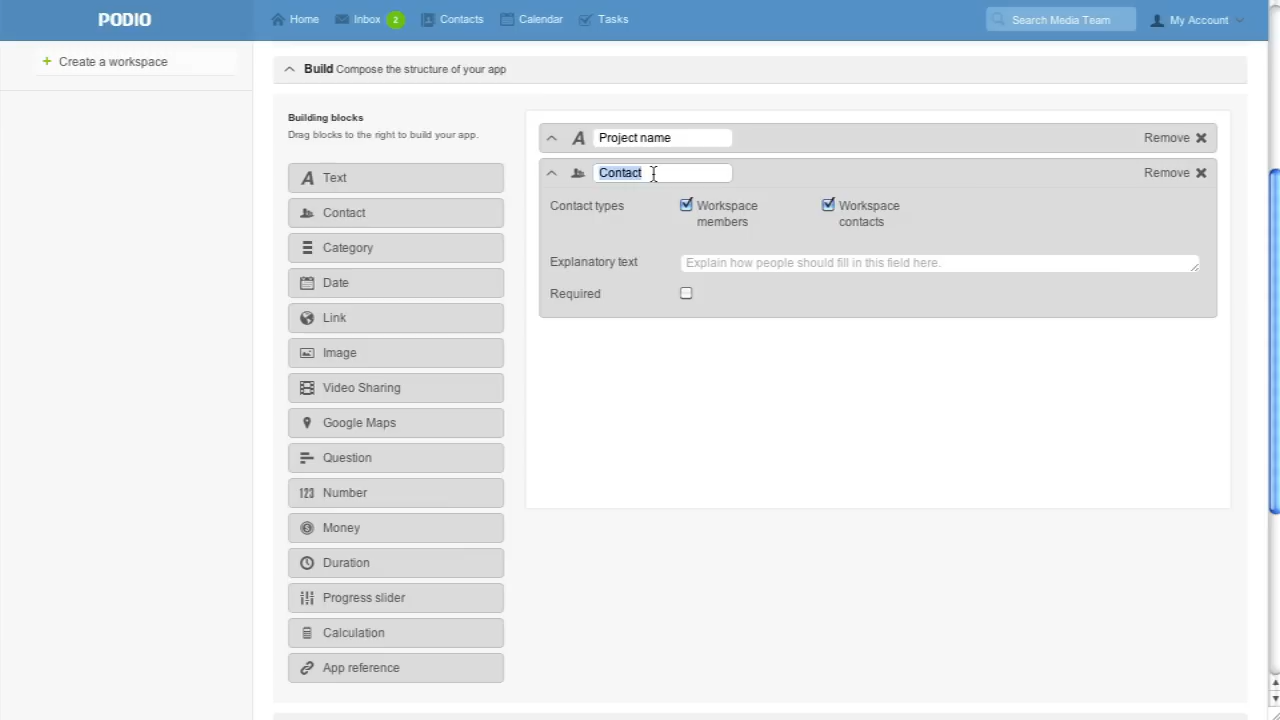 PODIO
Home
Inbox 2
Contacts
Calendar
Tasks
Search Media Team
My Account
+ Create a workspace
Build Compose the structure of your app
Building blocks
Drag blocks to the right to build your app.
Text
Contact
Category
Date
Link
Image
Video Sharing
Google Maps
Question
123 Number
Money
Duration
Progress slider
Calculation
App reference
A Project name Remove
Contact Remove
Contact types
Workspace
members
Workspace
contacts
Explanatory text
Explain how people should fill in this field here.
Required